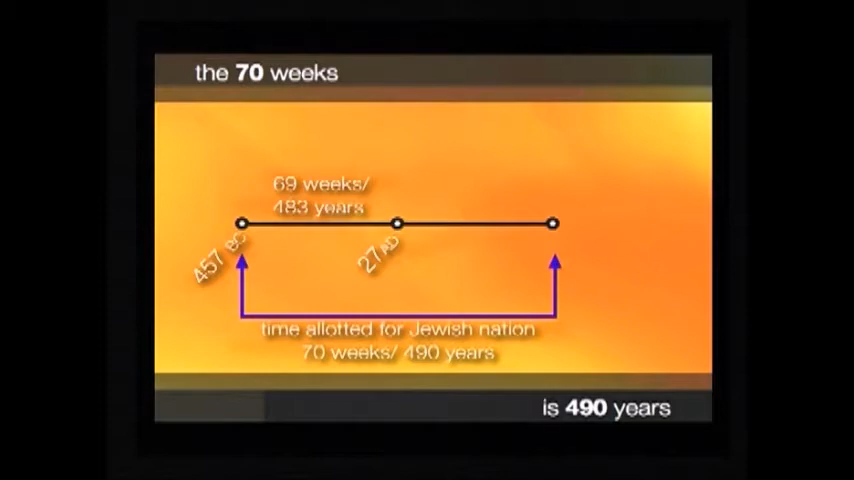 the 70 weeks
69 weeks/
483 years
457 BC
27 AD
time allotted for Jewish nation
70 weeks/ 490 years
is 490 years